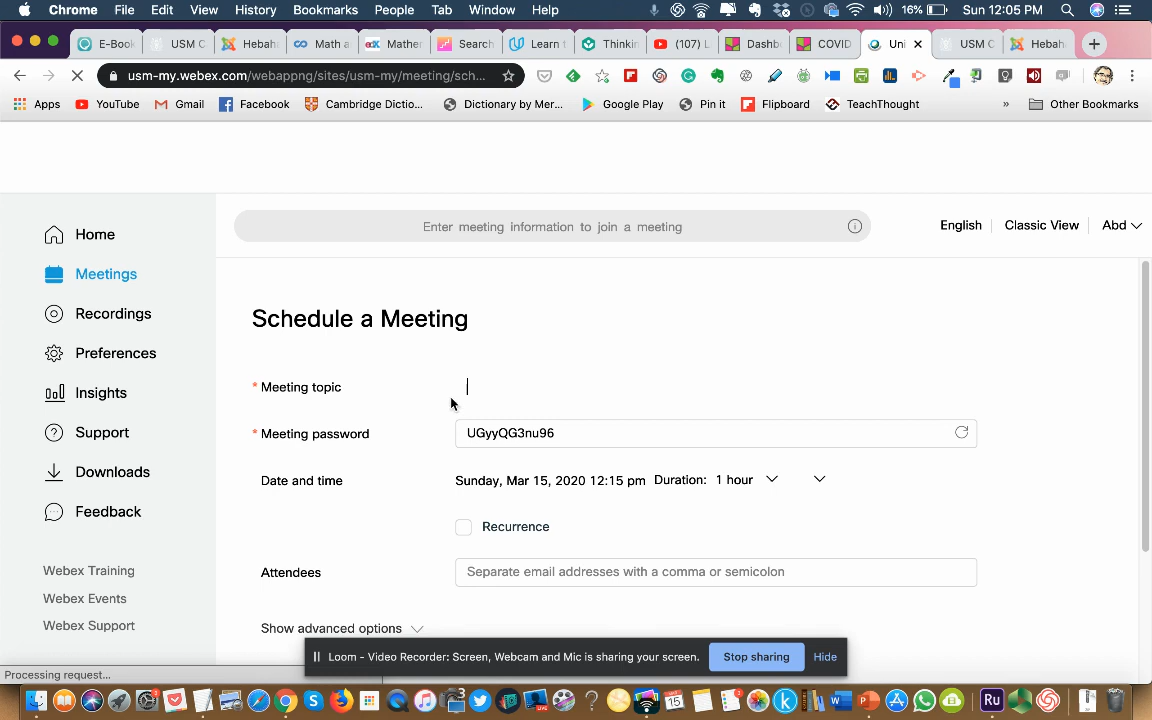 Chrome File Edit View History Bookmarks People Tab Window Help 16% Sun 12:05 PM
E-Book USM C Hebah Math a Mather Search Learn t Thinkin (107) L Dashb COVID Uni USM C Hebah
usm-my.webex.com/webappng/sites/usm-my/meeting/sch...
Apps YouTube Gmail Facebook Cambridge Dictio... Dictionary by Mer... Google Play Pin it Flipboard TeachThought » Other Bookmarks
Enter meeting information to join a meeting
English Classic View Abd
Home
Meetings
Recordings
Preferences
Insights
Support
Downloads
Feedback
Webex Training
Webex Events
Webex Support
Schedule a Meeting
* Meeting topic
* Meeting password UGyyQG3nu96
Date and time Sunday, Mar 15, 2020 12:15 pm Duration: 1 hour
Recurrence
Attendees Separate email addresses with a comma or semicolon
Show advanced options
Loom – Video Recorder: Screen, Webcam and Mic is sharing your screen. Stop sharing Hide
Processing request...